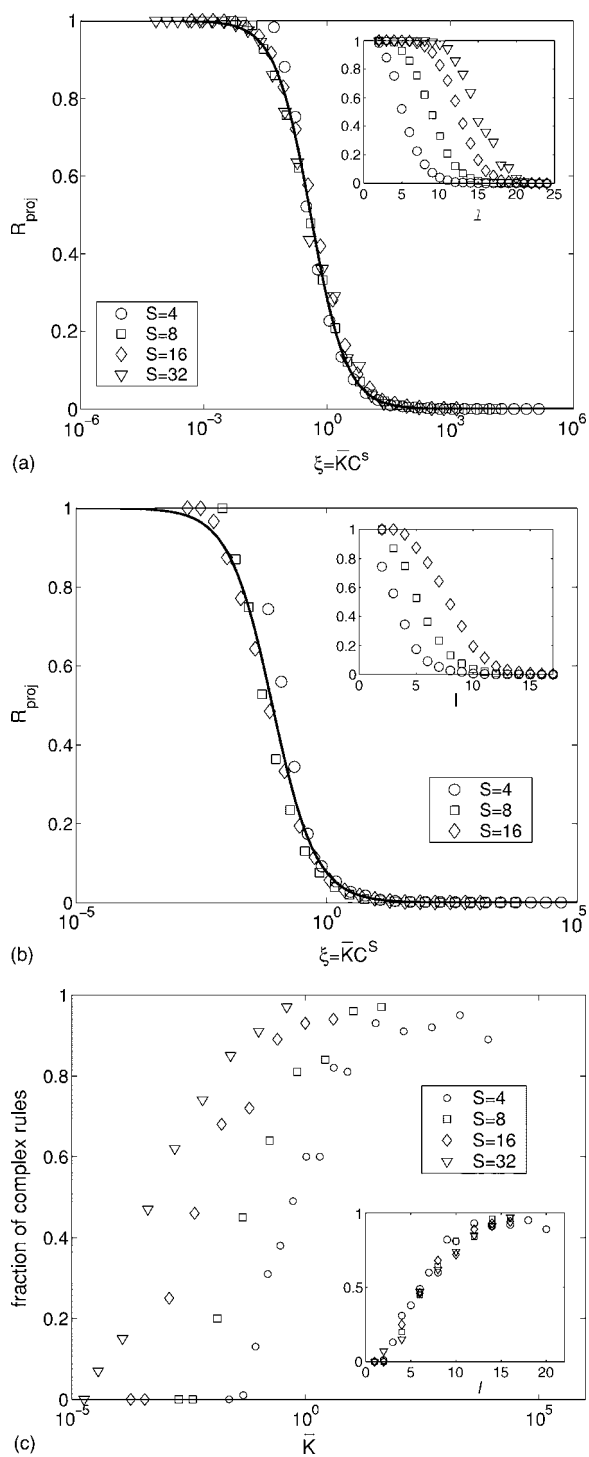 1
0.8
0.6
0.4
0.2
0
R_proj
10^-6
10^-3
10^0
10^3
10^6
ξ=K̄C^s
S=4
S=8
S=16
S=32
1
0.8
0.6
0.4
0.2
0
0
5
10
15
20
25
l
(a)
1
0.8
0.6
0.4
0.2
0
R_proj
10^-5
10^0
10^5
ξ=K̄C^S
1
0.8
0.6
0.4
0.2
0
0
5
10
15
l
S=4
S=8
S=16
(b)
1
0.8
0.6
0.4
0.2
0
fraction of complex rules
10^-5
10^0
10^5
K̄
S=4
S=8
S=16
S=32
1
0.5
0
0
5
10
15
20
l
(c)